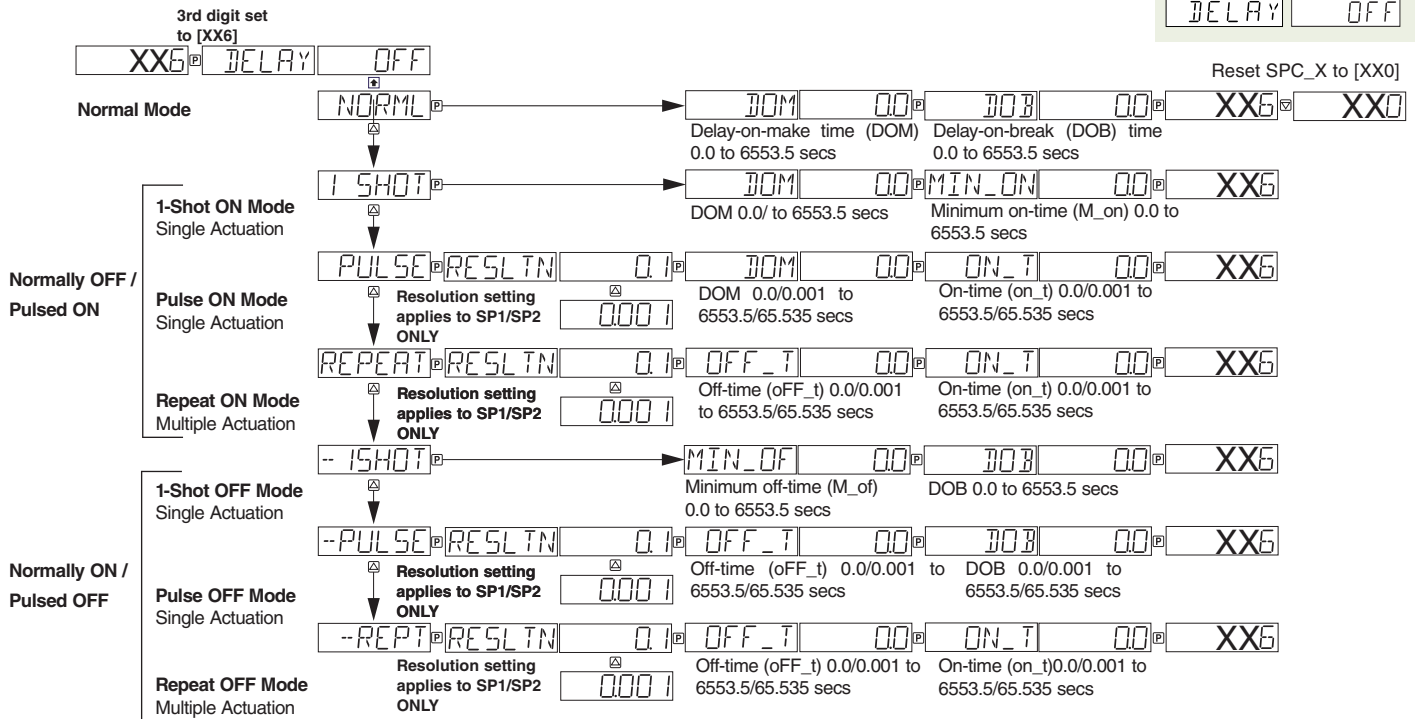 DELAY OFF
3rd digit set
to [XX6]
XX6 P DELAY OFF
Reset SPC_X to [XX0]
Normal Mode
NORML P DOM 0.0 P DOB 0.0 P XX6 XX0
Delay-on-make time (DOM)
0.0 to 6553.5 secs
Delay-on-break (DOB) time
0.0 to 6553.5 secs
1 SHOT P DOM 0.0 P MIN_ON 0.0 P XX6
1-Shot ON Mode
Single Actuation
DOM 0.0/ to 6553.5 secs
Minimum on-time (M_on) 0.0 to
6553.5 secs
Normally OFF /
Pulsed ON
PULSE P RESLTN 0.1 P DOM 0.0 P ON_T 0.0 P XX6
Pulse ON Mode
Single Actuation
Resolution setting
applies to SP1/SP2
ONLY
0.001
DOM 0.0/0.001 to
6553.5/65.535 secs
On-time (on_t) 0.0/0.001 to
6553.5/65.535 secs
REPEAT P RESLTN 0.1 P OFF_T 0.0 P ON_T 0.0 P XX6
Repeat ON Mode
Multiple Actuation
Resolution setting
applies to SP1/SP2
ONLY
0.001
Off-time (oFF_t) 0.0/0.001
to 6553.5/65.535 secs
On-time (on_t) 0.0/0.001 to
6553.5/65.535 secs
-- 1SHOT P MIN_OF 0.0 P DOB 0.0 P XX6
1-Shot OFF Mode
Single Actuation
Minimum off-time (M_of)
0.0 to 6553.5 secs
DOB 0.0 to 6553.5 secs
Normally ON /
Pulsed OFF
--PULSE P RESLTN 0.1 P OFF_T 0.0 P DOB 0.0 P XX6
Pulse OFF Mode
Single Actuation
Resolution setting
applies to SP1/SP2
ONLY
0.001
Off-time (oFF_t) 0.0/0.001 to
6553.5/65.535 secs
DOB 0.0/0.001 to
6553.5/65.535 secs
--REPT P RESLTN 0.1 P OFF_T 0.0 P ON_T 0.0 P XX6
Repeat OFF Mode
Multiple Actuation
Resolution setting
applies to SP1/SP2
ONLY
0.001
Off-time (oFF_t) 0.0/0.001 to
6553.5/65.535 secs
On-time (on_t)0.0/0.001 to
6553.5/65.535 secs